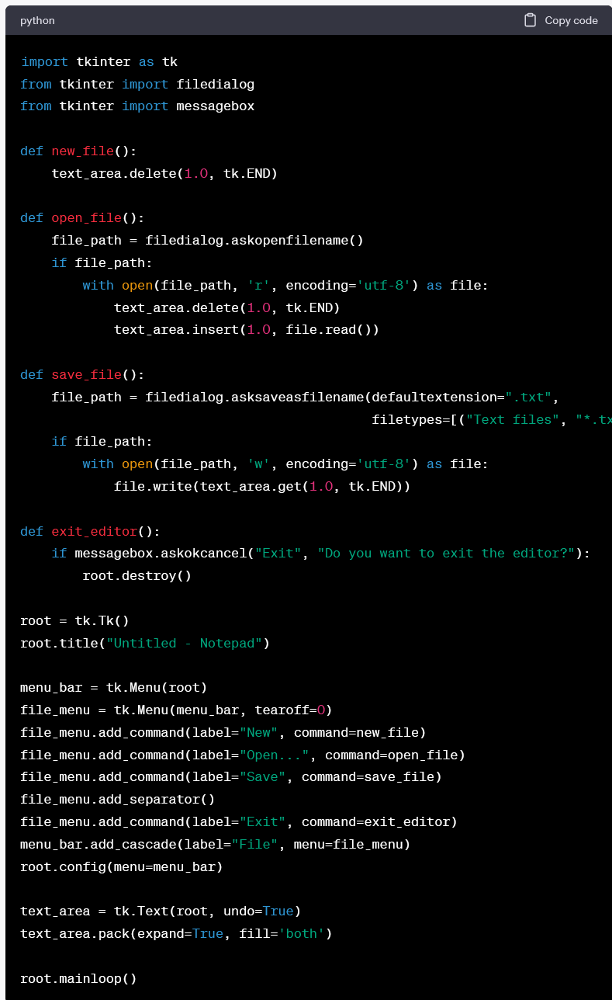 python
Copy code
import tkinter as tk
from tkinter import filedialog
from tkinter import messagebox
def new_file():
    text_area.delete(1.0, tk.END)
def open_file():
    file_path = filedialog.askopenfilename()
    if file_path:
        with open(file_path, 'r', encoding='utf-8') as file:
            text_area.delete(1.0, tk.END)
            text_area.insert(1.0, file.read())
def save_file():
    file_path = filedialog.asksaveasfilename(defaultextension=".txt",
                                             filetypes=[("Text files", "*.tx
    if file_path:
        with open(file_path, 'w', encoding='utf-8') as file:
            file.write(text_area.get(1.0, tk.END))
def exit_editor():
    if messagebox.askokcancel("Exit", "Do you want to exit the editor?"):
        root.destroy()
root = tk.Tk()
root.title("Untitled - Notepad")
menu_bar = tk.Menu(root)
file_menu = tk.Menu(menu_bar, tearoff=0)
file_menu.add_command(label="New", command=new_file)
file_menu.add_command(label="Open...", command=open_file)
file_menu.add_command(label="Save", command=save_file)
file_menu.add_separator()
file_menu.add_command(label="Exit", command=exit_editor)
menu_bar.add_cascade(label="File", menu=file_menu)
root.config(menu=menu_bar)
text_area = tk.Text(root, undo=True)
text_area.pack(expand=True, fill='both')
root.mainloop()